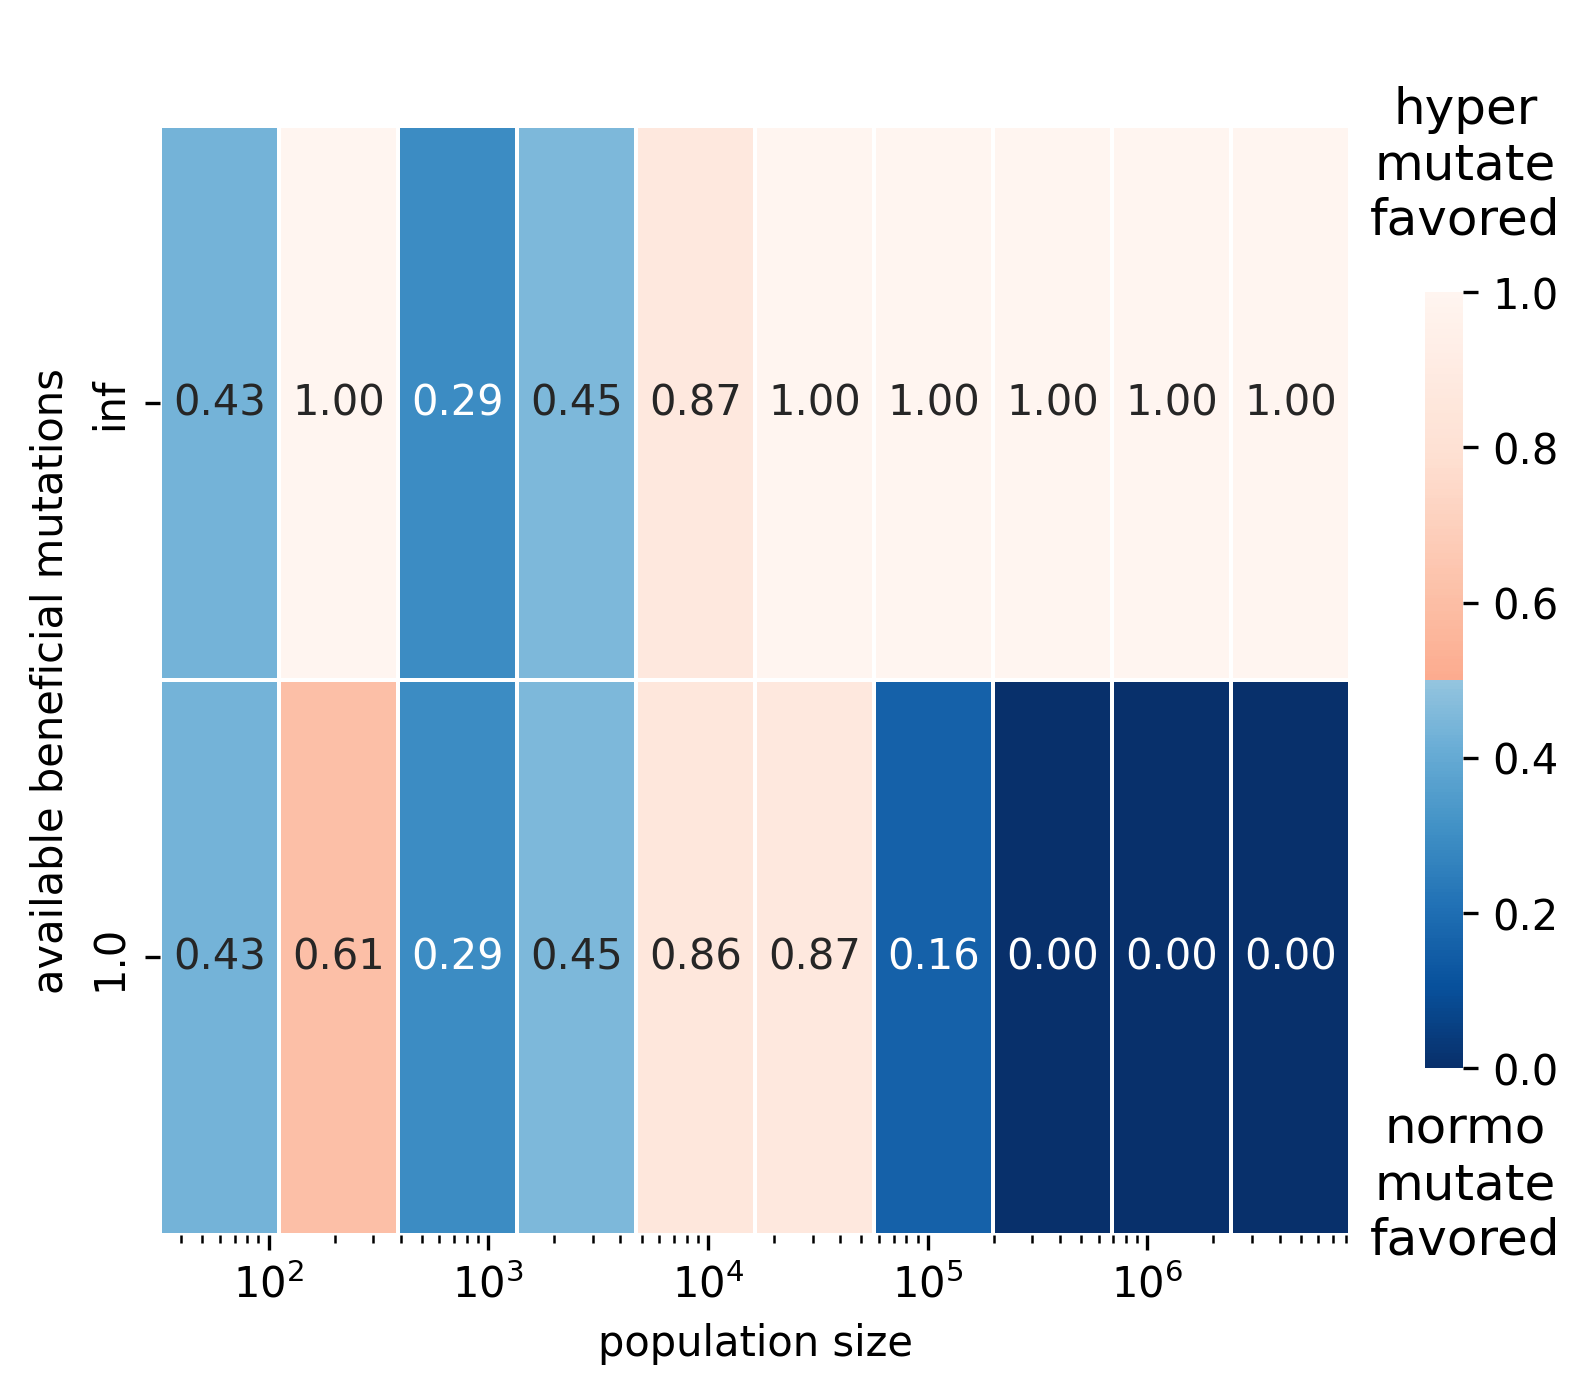 hyper
mutate
favored
available beneficial mutations
inf
0.43 1.00 0.29 0.45 0.87 1.00 1.00 1.00 1.00 1.00
1.0
0.43 0.61 0.29 0.45 0.86 0.87 0.16 0.00 0.00 0.00
10² 10³ 10⁴ 10⁵ 10⁶
population size
1.0
0.8
0.6
0.4
0.2
0.0
normo
mutate
favored